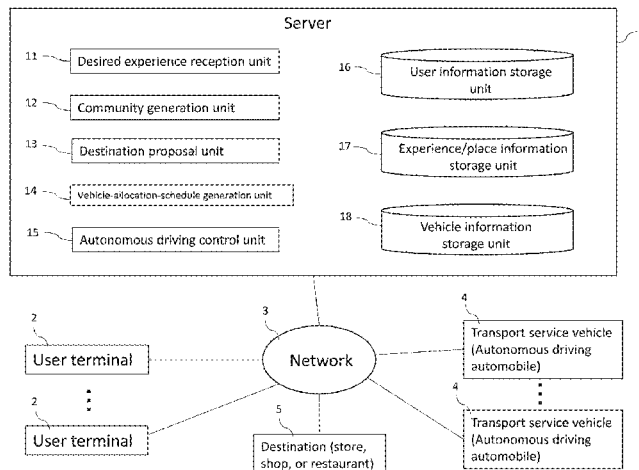 Server
11
Desired experience reception unit
12
Community generation unit
13
Destination proposal unit
14
Vehicle-allocation-schedule generation unit
15
Autonomous driving control unit
16
User information storage
unit
17
Experience/place information
storage unit
18
Vehicle information
storage unit
2
User terminal
2
User terminal
3
Network
4
Transport service vehicle
(Autonomous driving
automobile)
4
Transport service vehicle
(Autonomous driving
automobile)
5
Destination (store,
shop, or restaurant)